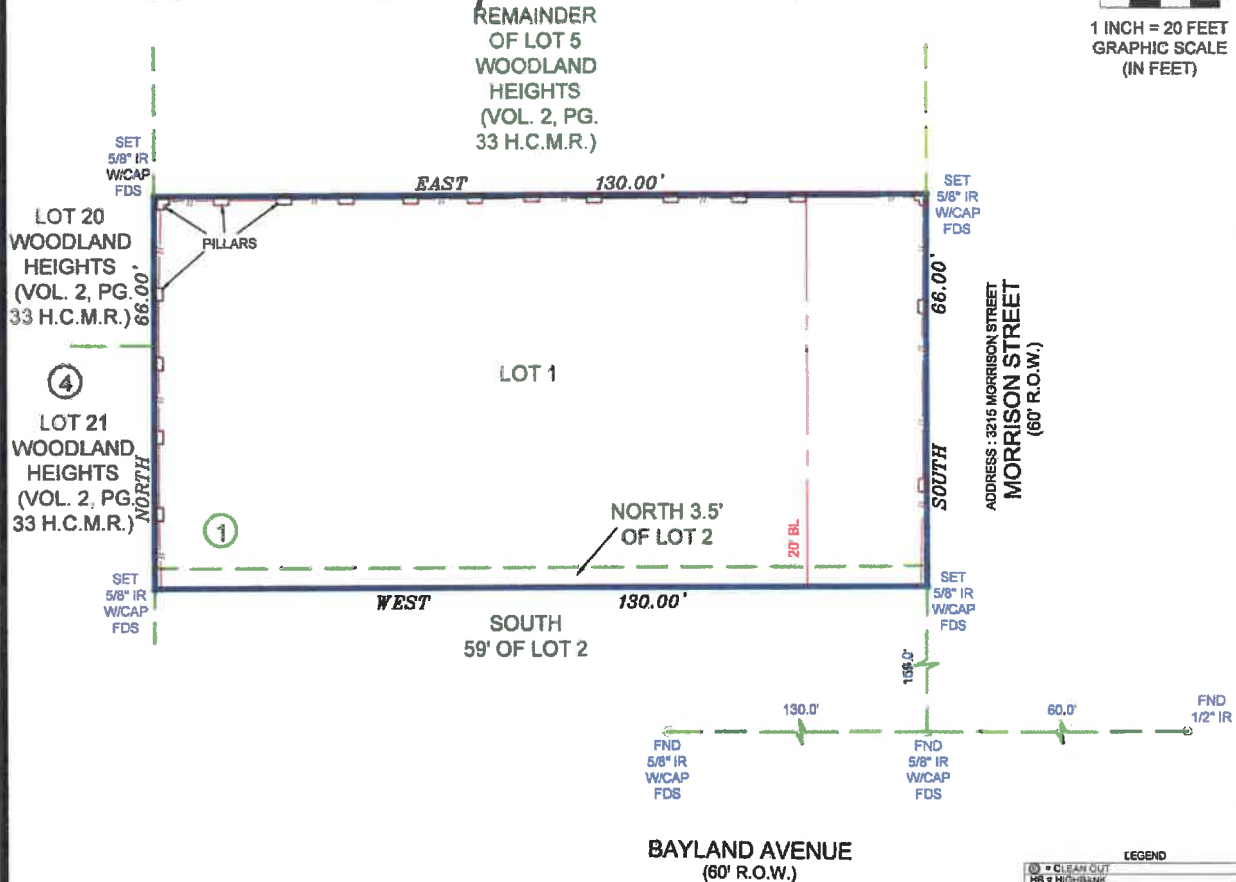 REMAINDER
OF LOT 5
WOODLAND
HEIGHTS
(VOL. 2, PG.
33 H.C.M.R.)
1 INCH = 20 FEET
GRAPHIC SCALE
(IN FEET)
SET
5/8" IR
W/CAP
FDS
EAST 130.00'
SET
5/8" IR
W/CAP
FDS
LOT 20
WOODLAND
HEIGHTS
(VOL. 2, PG.
33 H.C.M.R.)
66.00'
PILLARS
66.00'
ADDRESS : 3215 MORRISON STREET
MORRISON STREET
(60' R.O.W.)
LOT 1
4
LOT 21
WOODLAND
HEIGHTS
(VOL. 2, PG.
33 H.C.M.R.)
NORTH
SOUTH
1
NORTH 3.5'
OF LOT 2
20' BL
SET
5/8" IR
W/CAP
FDS
WEST 130.00'
SET
5/8" IR
W/CAP
FDS
SOUTH
59' OF LOT 2
130.0'
60.0'
FND
1/2" IR
FND
5/8" IR
W/CAP
FDS
FND
5/8" IR
W/CAP
FDS
BAYLAND AVENUE
(60' R.O.W.)
LEGEND
= CLEAN OUT